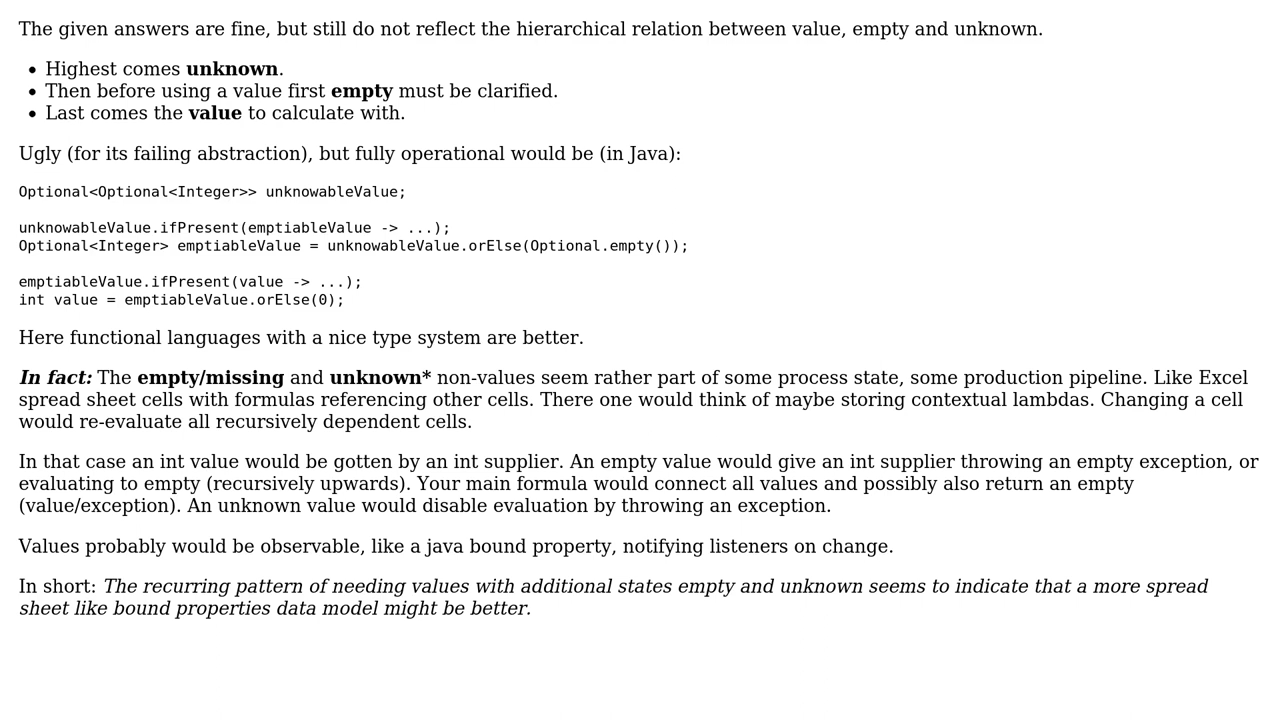 The given answers are fine, but still do not reflect the hierarchical relation between value, empty and unknown.
• Highest comes unknown.
• Then before using a value first empty must be clarified.
• Last comes the value to calculate with.
Ugly (for its failing abstraction), but fully operational would be (in Java):
Optional<Optional<Integer>> unknowableValue;
unknowableValue.ifPresent(emptiableValue -> ...);
Optional<Integer> emptiableValue = unknowableValue.orElse(Optional.empty());
emptiableValue.ifPresent(value -> ...);
int value = emptiableValue.orElse(0);
Here functional languages with a nice type system are better.
In fact: The empty/missing and unknown* non-values seem rather part of some process state, some production pipeline. Like Excel
spread sheet cells with formulas referencing other cells. There one would think of maybe storing contextual lambdas. Changing a cell
would re-evaluate all recursively dependent cells.
In that case an int value would be gotten by an int supplier. An empty value would give an int supplier throwing an empty exception, or
evaluating to empty (recursively upwards). Your main formula would connect all values and possibly also return an empty
(value/exception). An unknown value would disable evaluation by throwing an exception.
Values probably would be observable, like a java bound property, notifying listeners on change.
In short: The recurring pattern of needing values with additional states empty and unknown seems to indicate that a more spread
sheet like bound properties data model might be better.